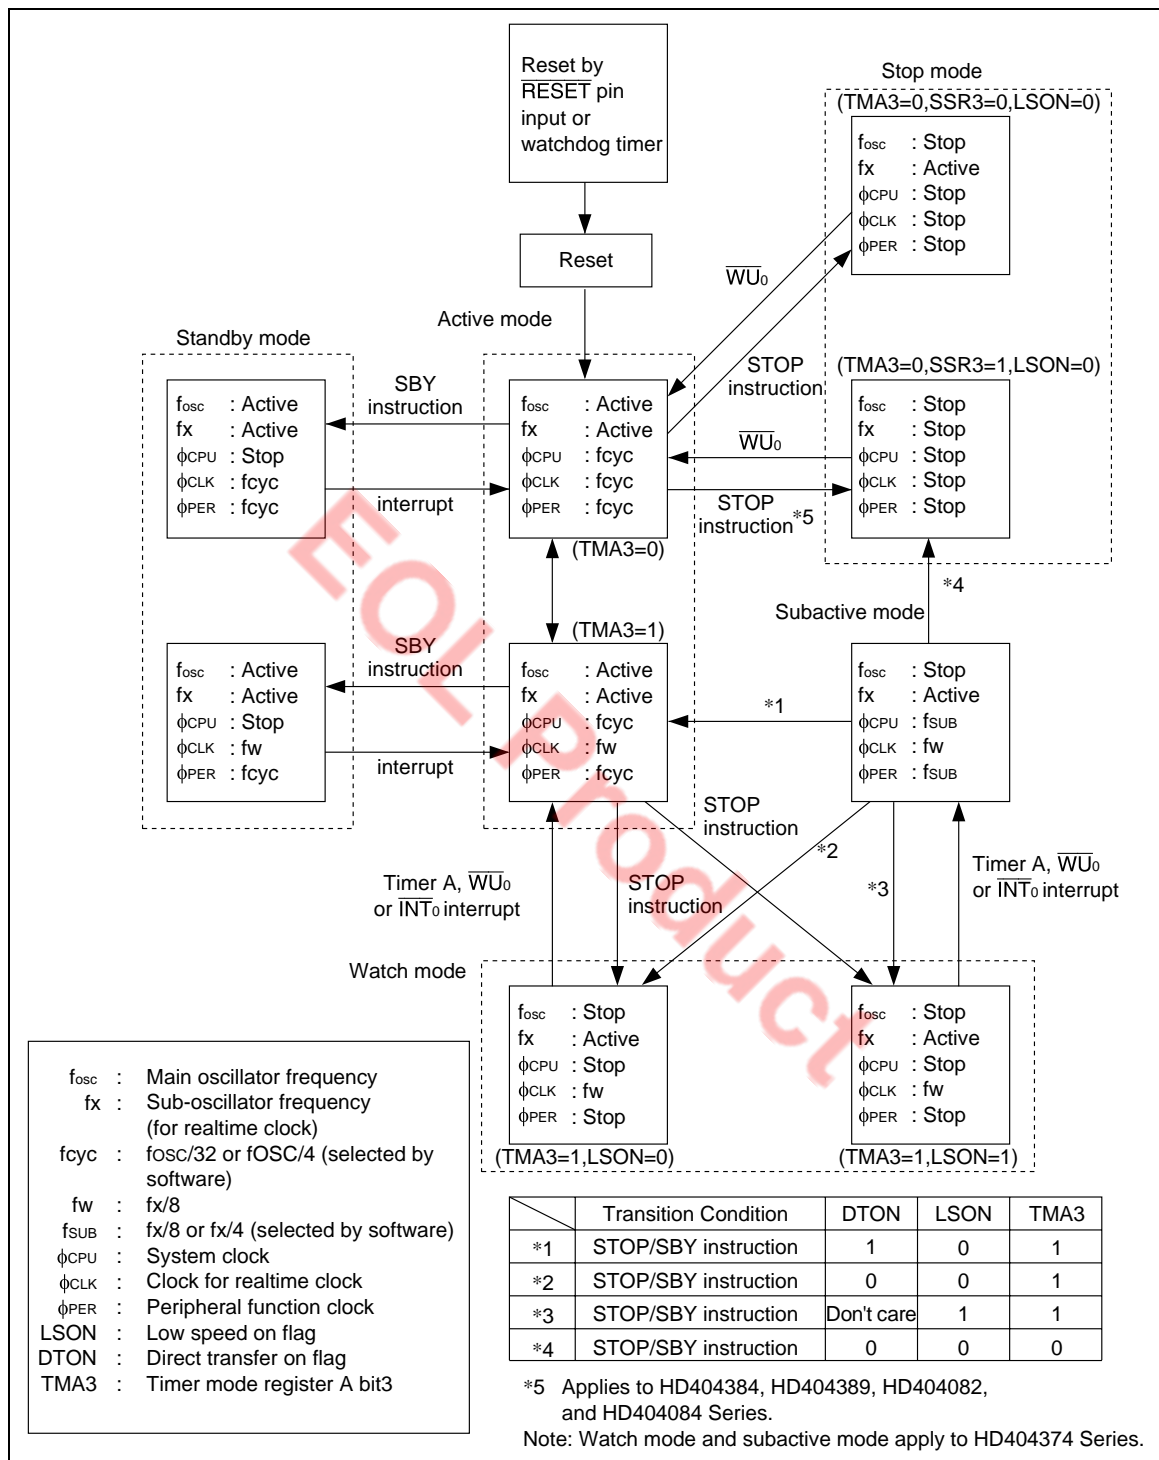 Reset by
RESET pin
input or
watchdog timer
Reset
Stop mode
(TMA3=0,SSR3=0,LSON=0)
fosc : Stop
fx : Active
ϕCPU : Stop
ϕCLK : Stop
ϕPER : Stop
WU0
Active mode
Standby mode
STOP
instruction
(TMA3=0,SSR3=1,LSON=0)
fosc : Active
fx : Active
ϕCPU : Stop
ϕCLK : fcyc
ϕPER : fcyc
SBY
instruction
interrupt
fosc : Active
fx : Active
ϕCPU : fcyc
ϕCLK : fcyc
ϕPER : fcyc
(TMA3=0)
WU0
STOP
instruction*5
fosc : Stop
fx : Stop
ϕCPU : Stop
ϕCLK : Stop
ϕPER : Stop
*4
Subactive mode
(TMA3=1)
fosc : Active
fx : Active
ϕCPU : Stop
ϕCLK : fw
ϕPER : fcyc
SBY
instruction
interrupt
fosc : Active
fx : Active
ϕCPU : fcyc
ϕCLK : fw
ϕPER : fcyc
*1
fosc : Stop
fx : Active
ϕCPU : fSUB
ϕCLK : fw
ϕPER : fSUB
STOP
instruction
*2
*3
Timer A, WU0
or INT0 interrupt
STOP
instruction
Timer A, WU0
or INT0 interrupt
Watch mode
fosc : Stop
fx : Active
ϕCPU : Stop
ϕCLK : fw
ϕPER : Stop
(TMA3=1,LSON=0)
fosc : Stop
fx : Active
ϕCPU : Stop
ϕCLK : fw
ϕPER : Stop
(TMA3=1,LSON=1)
EOL Product
fosc : Main oscillator frequency
fx : Sub-oscillator frequency
(for realtime clock)
fcyc : fOSC/32 or fOSC/4 (selected by
software)
fw : fx/8
fSUB : fx/8 or fx/4 (selected by software)
ϕCPU : System clock
ϕCLK : Clock for realtime clock
ϕPER : Peripheral function clock
LSON : Low speed on flag
DTON : Direct transfer on flag
TMA3 : Timer mode register A bit3
Transition Condition DTON LSON TMA3
*1 STOP/SBY instruction 1 0 1
*2 STOP/SBY instruction 0 0 1
*3 STOP/SBY instruction Don't care 1 1
*4 STOP/SBY instruction 0 0 0
*5 Applies to HD404384, HD404389, HD404082,
and HD404084 Series.
Note: Watch mode and subactive mode apply to HD404374 Series.